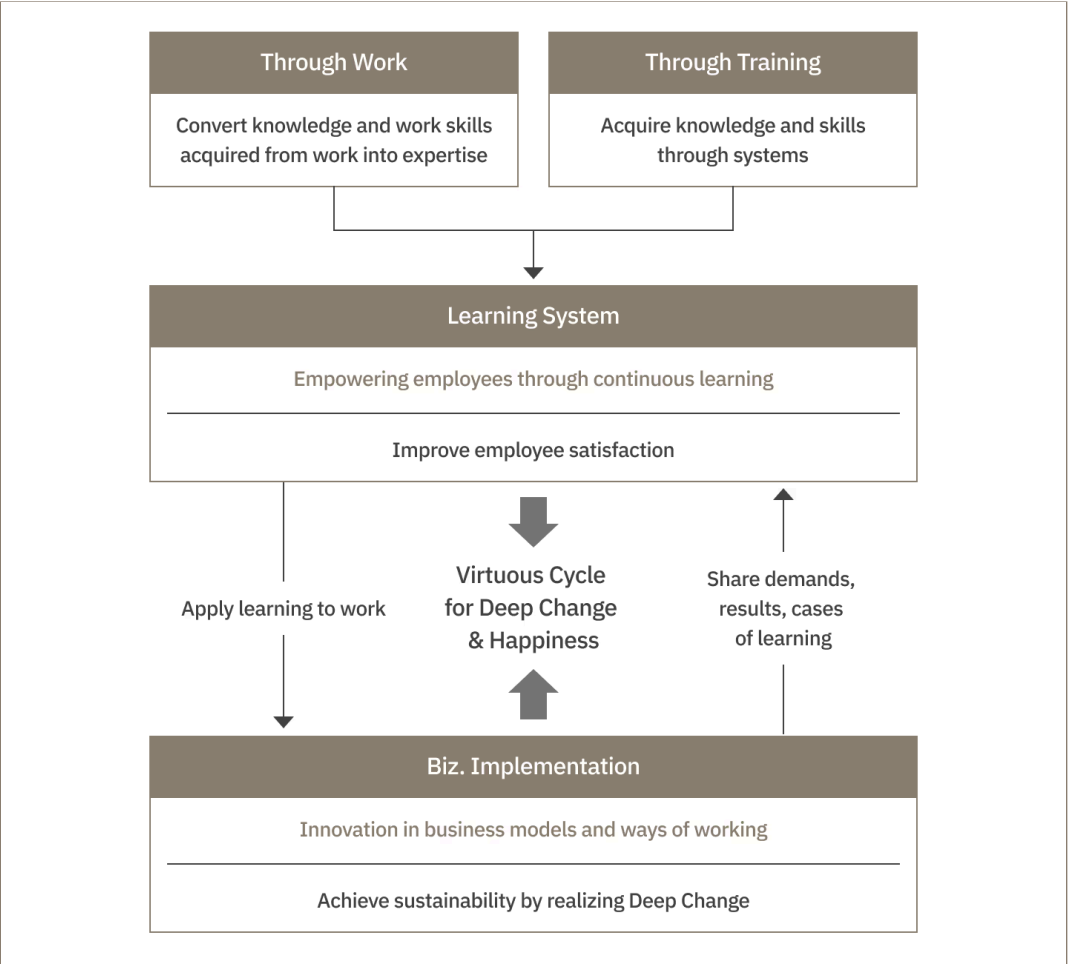 Through Work
Convert knowledge and work skills
acquired from work into expertise
Through Training
Acquire knowledge and skills
through systems
Learning System
Empowering employees through continuous learning
Improve employee satisfaction
Apply learning to work
Virtuous Cycle
for Deep Change
& Happiness
Share demands,
results, cases
of learning
Biz. Implementation
Innovation in business models and ways of working
Achieve sustainability by realizing Deep Change